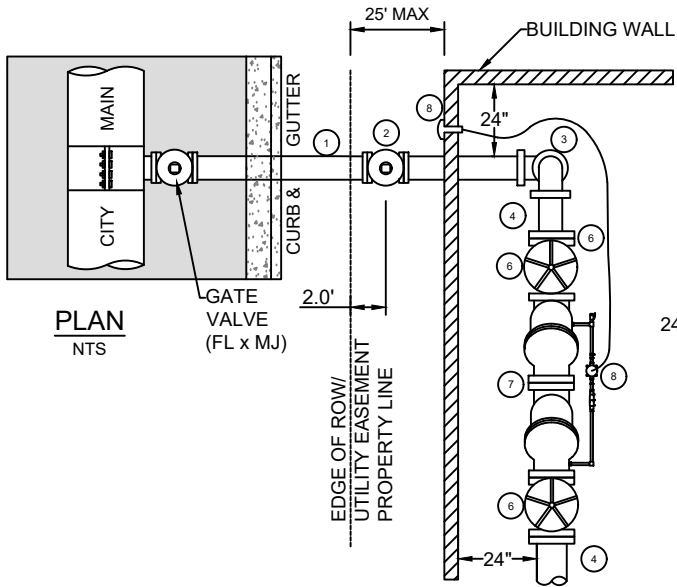 25' MAX
BUILDING WALL
MAIN
GUTTER
8
24"
1
2
3
CITY
CURB &
4
6
6
GATE
VALVE
(FL x MJ)
2.0'
PLAN
NTS
24
8
7
EDGE OF ROW/
UTILITY EASEMENT
PROPERTY LINE
6
24"
4